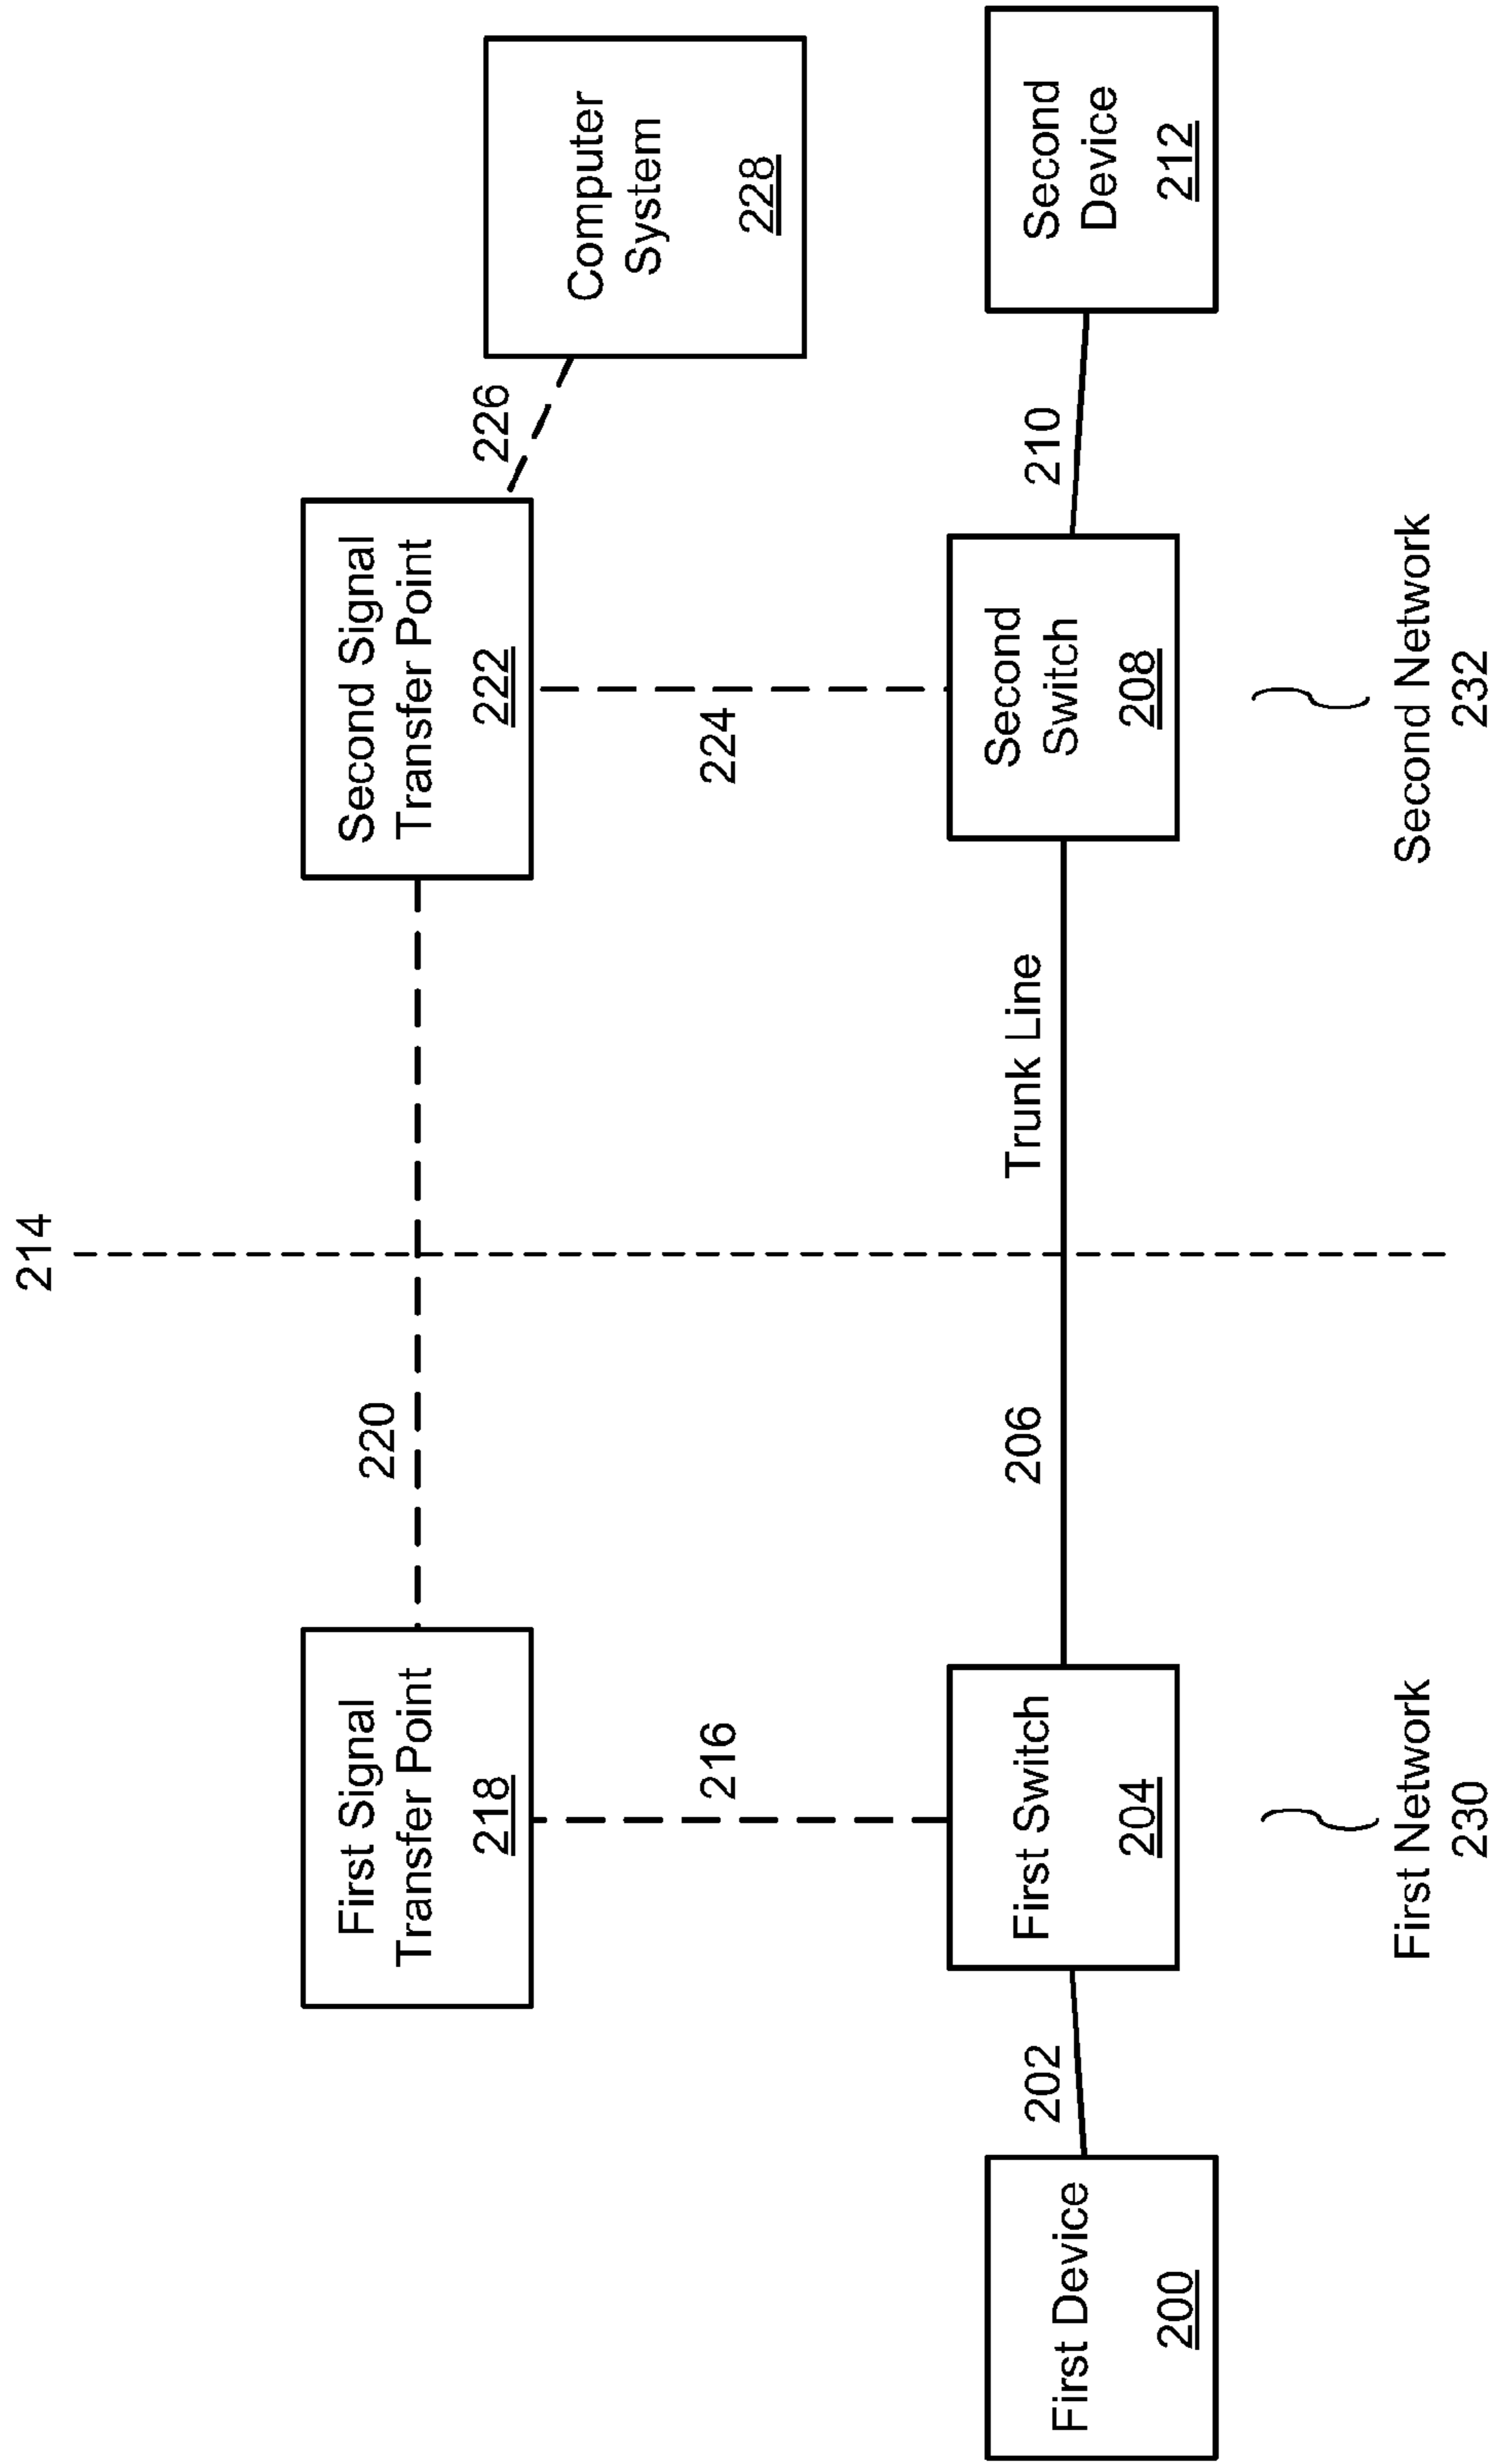 214
First Signal
Transfer Point
218
220
Second Signal
Transfer Point
222
226
Computer
System
228
216
224
First Device
200
202
First Switch
204
206
Trunk Line
Second
Switch
208
210
Second
Device
212
First Network
230
Second Network
232